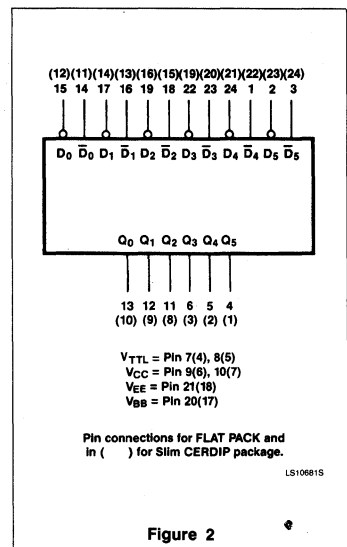 (12)(11)(14)(13)(16)(15)(19)(20)(21)(22)(23)(24)
15 14 17 16 19 18 22 23 24 1 2 3
D0 D̅0 D1 D̅1 D2 D̅2 D3 D̅3 D4 D̅4 D5 D̅5
Q0 Q1 Q2 Q3 Q4 Q5
13 12 11 6 5 4
(10) (9) (8) (3) (2) (1)
VTTL = Pin 7(4), 8(5)
VCC = Pin 9(6), 10(7)
VEE = Pin 21(18)
VBB = Pin 20(17)
Pin connections for FLAT PACK and
in ( ) for Slim CERDIP package.
LS10681S
Figure 2